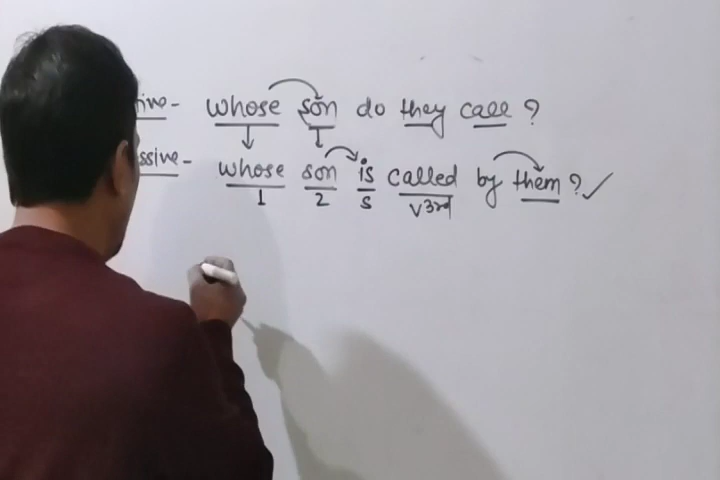 tive- whose son do they call ?
ssive- whose son is called by them ? ✓
1 2 s v3rd